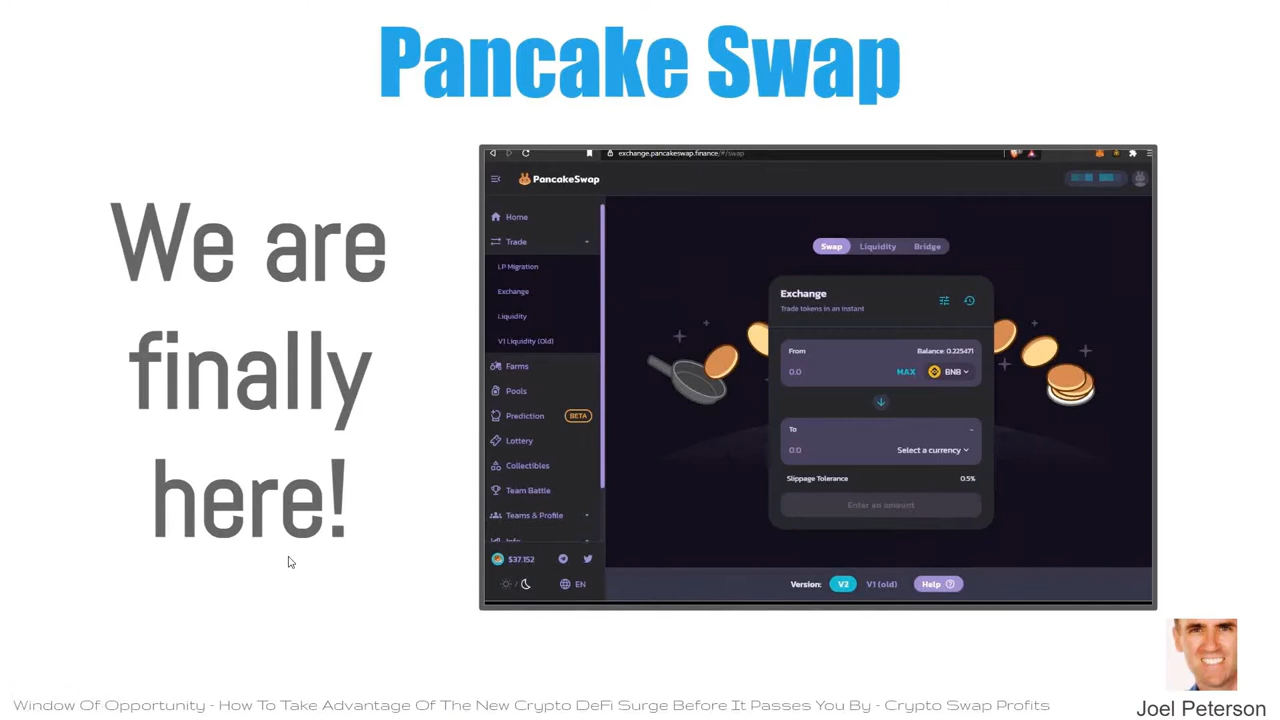 Pancake Swap
We are
finally
here!
exchange.pancakeswap.finance/#/swap
PancakeSwap
Home
Trade
LP Migration
Exchange
Liquidity
V1 Liquidity (Old)
Farms
Pools
Prediction BETA
Lottery
Collectibles
Team Battle
Teams & Profile
Info
$37.152
EN
Swap Liquidity Bridge
Exchange
Trade tokens in an instant
From Balance: 0.225471
0.0 MAX BNB
To -
0.0 Select a currency
Slippage Tolerance 0.5%
Enter an amount
Version: V2 V1 (old) Help ?
Window Of Opportunity - How To Take Advantage Of The New Crypto DeFi Surge Before It Passes You By - Crypto Swap Profits
Joel Peterson